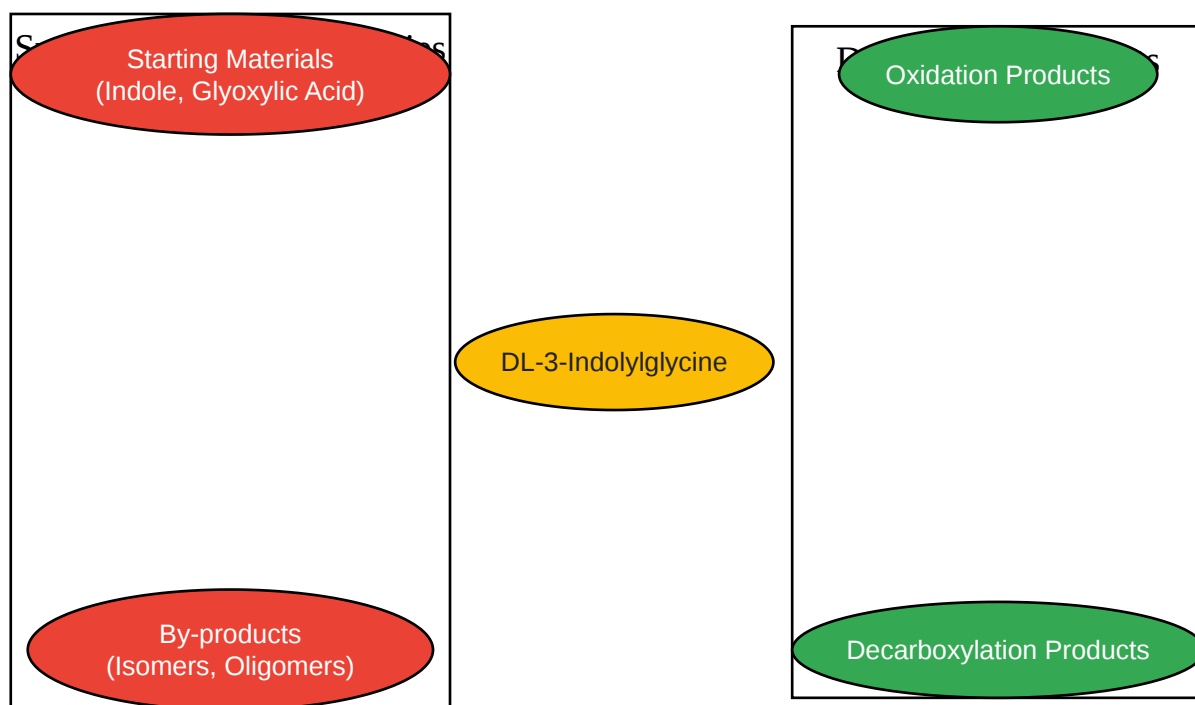 Starting Materials
(Indole, Glyoxylic Acid)
Oxidation Products
DL-3-Indolylglycine
By-products
(Isomers, Oligomers)
Decarboxylation Products